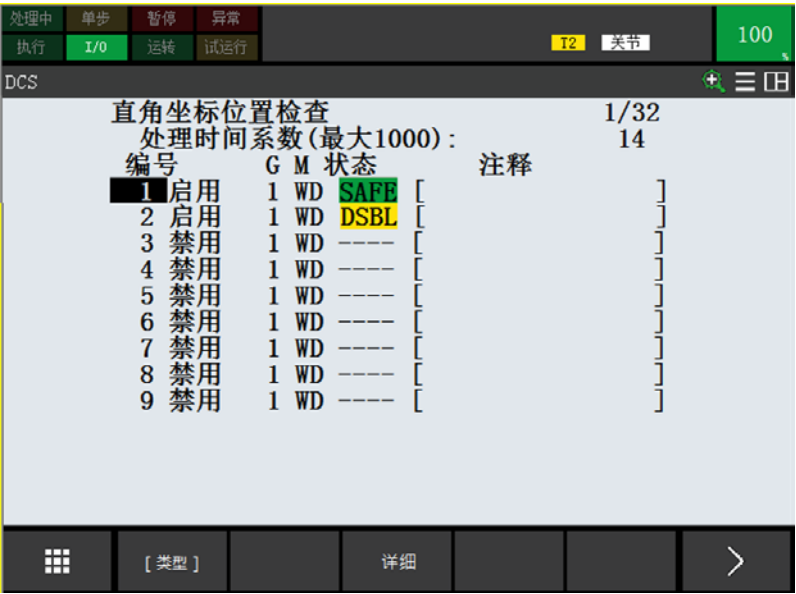 处理中 单步 暂停 异常
执行 I/O 运转 试运行 T2 关节 100 %
DCS
直角坐标位置检查 1/32
处理时间系数(最大1000): 14
编号 G M 状态 注释
1 启用 1 WD SAFE [ ]
2 启用 1 WD DSBL [ ]
3 禁用 1 WD ---- [ ]
4 禁用 1 WD ---- [ ]
5 禁用 1 WD ---- [ ]
6 禁用 1 WD ---- [ ]
7 禁用 1 WD ---- [ ]
8 禁用 1 WD ---- [ ]
9 禁用 1 WD ---- [ ]
[ 类型 ] 详细